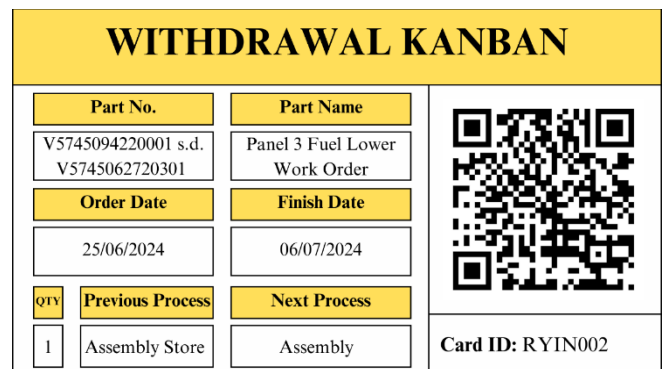 WITHDRAWAL KANBAN
Part No.
Part Name
V5745094220001 s.d.
V5745062720301
Panel 3 Fuel Lower
Work Order
Order Date
Finish Date
25/06/2024
06/07/2024
QTY
Previous Process
Next Process
1
Assembly Store
Assembly
Card ID: RYIN002